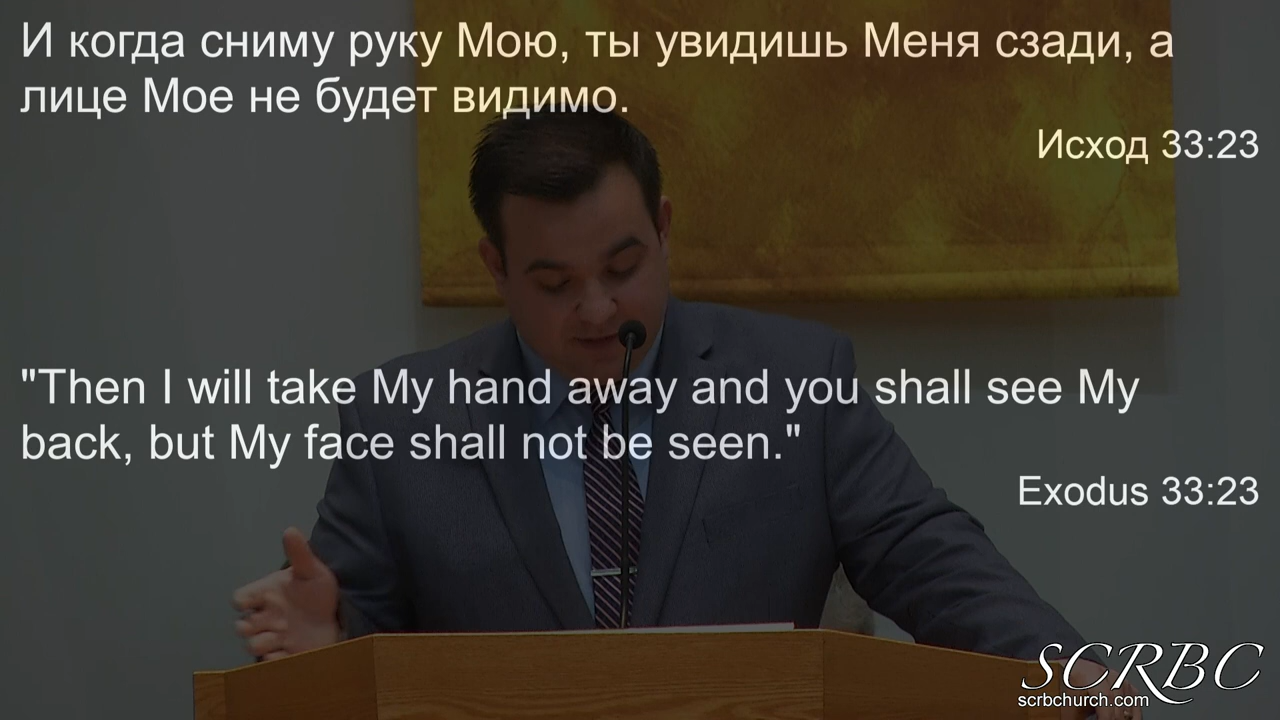 И когда сниму руку Мою, ты увидишь Меня сзади, а
лице Мое не будет видимо.
Исход 33:23
"Then I will take My hand away and you shall see My
back, but My face shall not be seen."
Exodus 33:23
SCRBC
scrbchurch.com